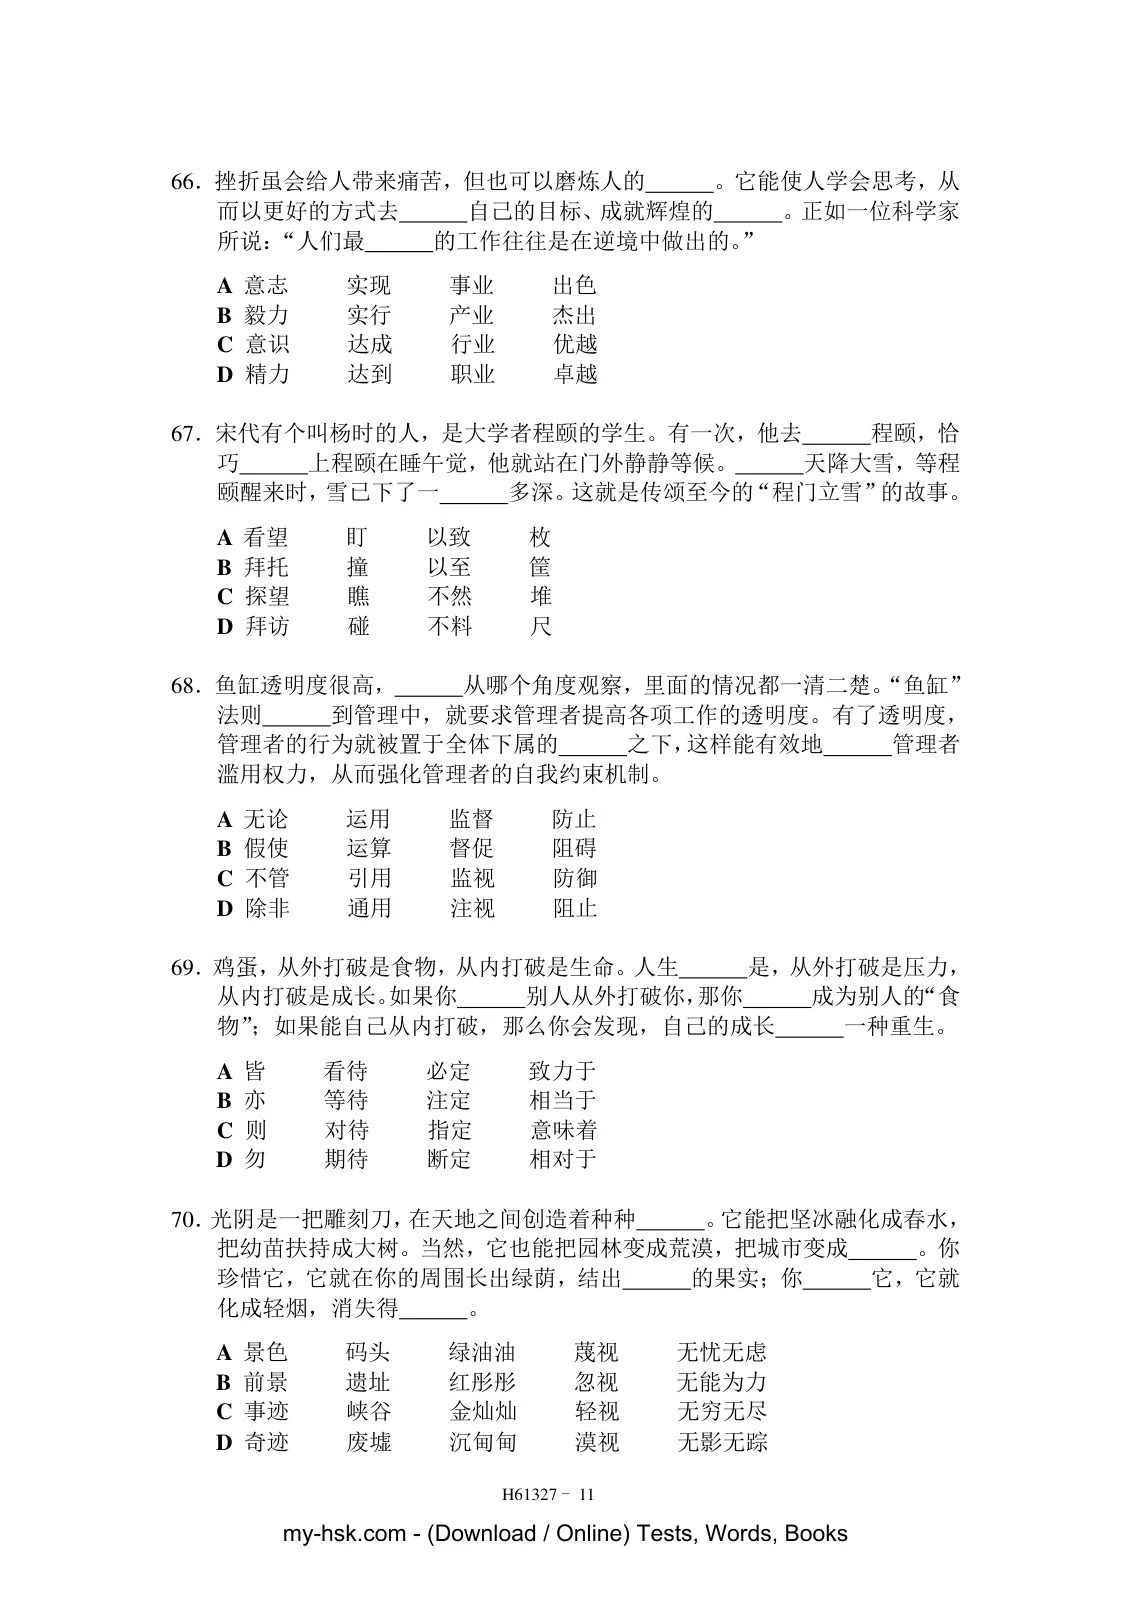 66．挫折虽会给人带来痛苦，但也可以磨炼人的______。它能使人学会思考，从
而以更好的方式去______自己的目标、成就辉煌的______。正如一位科学家
所说：“人们最______的工作往往是在逆境中做出的。”
A 意志 实现 事业 出色
B 毅力 实行 产业 杰出
C 意识 达成 行业 优越
D 精力 达到 职业 卓越
67．宋代有个叫杨时的人，是大学者程颐的学生。有一次，他去______程颐，恰
巧______上程颐在睡午觉，他就站在门外静静等候。______天降大雪，等程
颐醒来时，雪已下了一______多深。这就是传颂至今的“程门立雪”的故事。
A 看望 盯 以致 枚
B 拜托 撞 以至 筐
C 探望 瞧 不然 堆
D 拜访 碰 不料 尺
68．鱼缸透明度很高，______从哪个角度观察，里面的情况都一清二楚。“鱼缸”
法则______到管理中，就要求管理者提高各项工作的透明度。有了透明度，
管理者的行为就被置于全体下属的______之下，这样能有效地______管理者
滥用权力，从而强化管理者的自我约束机制。
A 无论 运用 监督 防止
B 假使 运算 督促 阻碍
C 不管 引用 监视 防御
D 除非 通用 注视 阻止
69．鸡蛋，从外打破是食物，从内打破是生命。人生______是，从外打破是压力，
从内打破是成长。如果你______别人从外打破你，那你______成为别人的“食
物”；如果能自己从内打破，那么你会发现，自己的成长______一种重生。
A 皆 看待 必定 致力于
B 亦 等待 注定 相当于
C 则 对待 指定 意味着
D 勿 期待 断定 相对于
70．光阴是一把雕刻刀，在天地之间创造着种种______。它能把坚冰融化成春水，
把幼苗扶持成大树。当然，它也能把园林变成荒漠，把城市变成______。你
珍惜它，它就在你的周围长出绿荫，结出______的果实；你______它，它就
化成轻烟，消失得______。
A 景色 码头 绿油油 蔑视 无忧无虑
B 前景 遗址 红彤彤 忽视 无能为力
C 事迹 峡谷 金灿灿 轻视 无穷无尽
D 奇迹 废墟 沉甸甸 漠视 无影无踪
H61327－ 11
my-hsk.com - (Download / Online) Tests, Words, Books